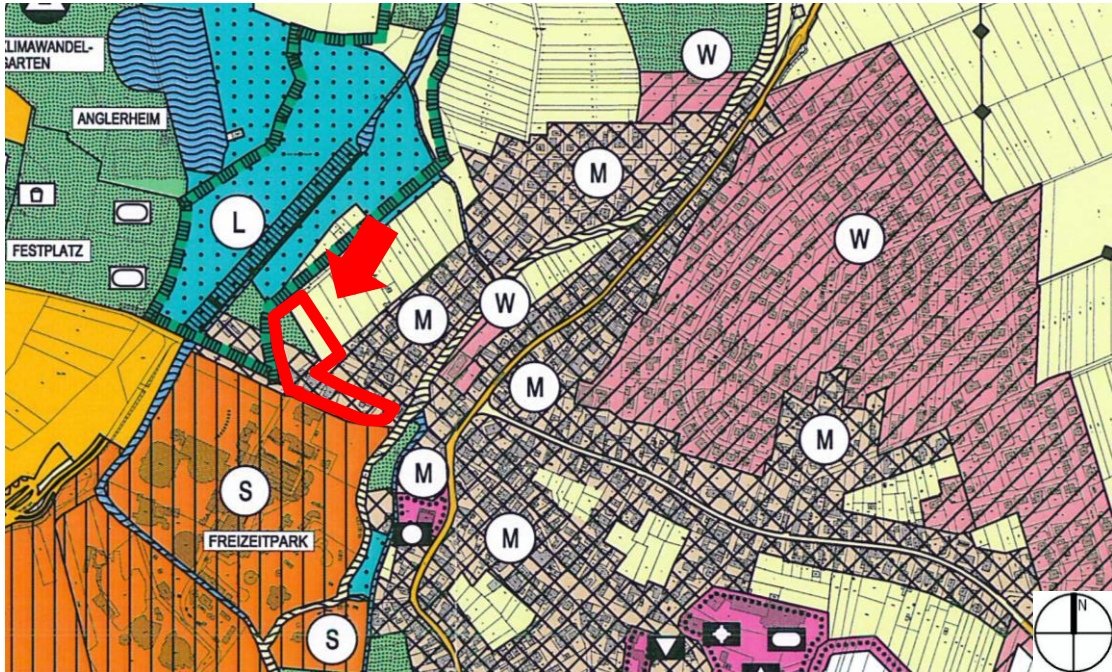 KLIMAWANDEL-
GARTEN
ANGLERHEIM
FESTPLATZ
L
W
M
W
M
W
M
M
S
FREIZEITPARK
M
M
S
N